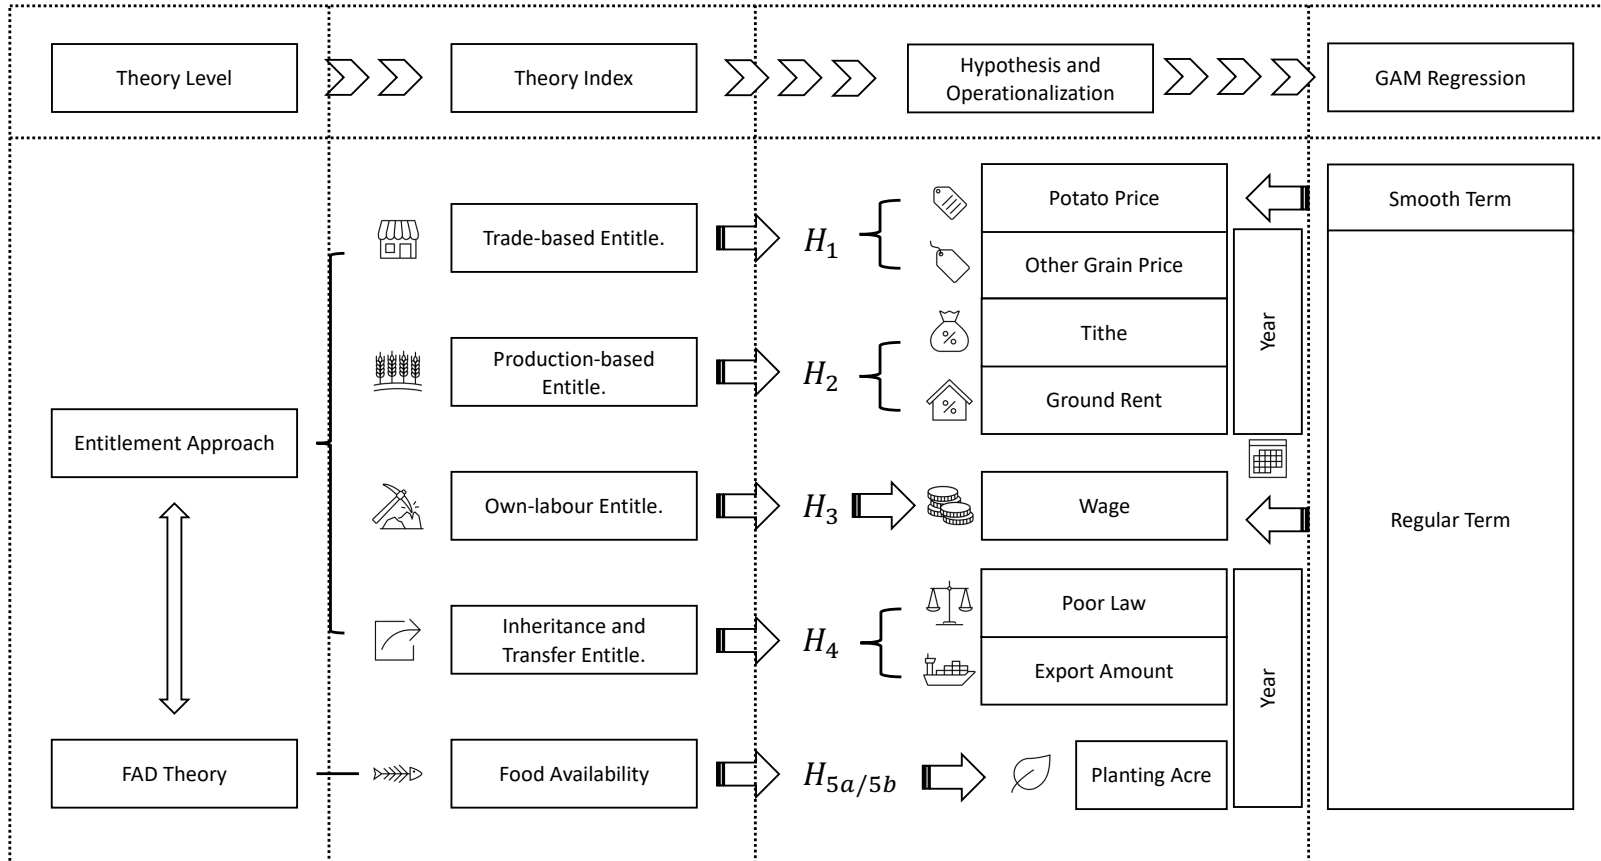 Theory Level
Theory Index
Hypothesis and
Operationalization
GAM Regression
Trade-based Entitle.
H₁
Potato Price
Other Grain Price
Smooth Term
Production-based
Entitle.
H₂
Tithe
Ground Rent
Year
Entitlement Approach
Own-labour Entitle.
H₃
Wage
Regular Term
Inheritance and
Transfer Entitle.
H₄
Poor Law
Export Amount
Year
FAD Theory
Food Availability
H₅ₐ/₅b
Planting Acre